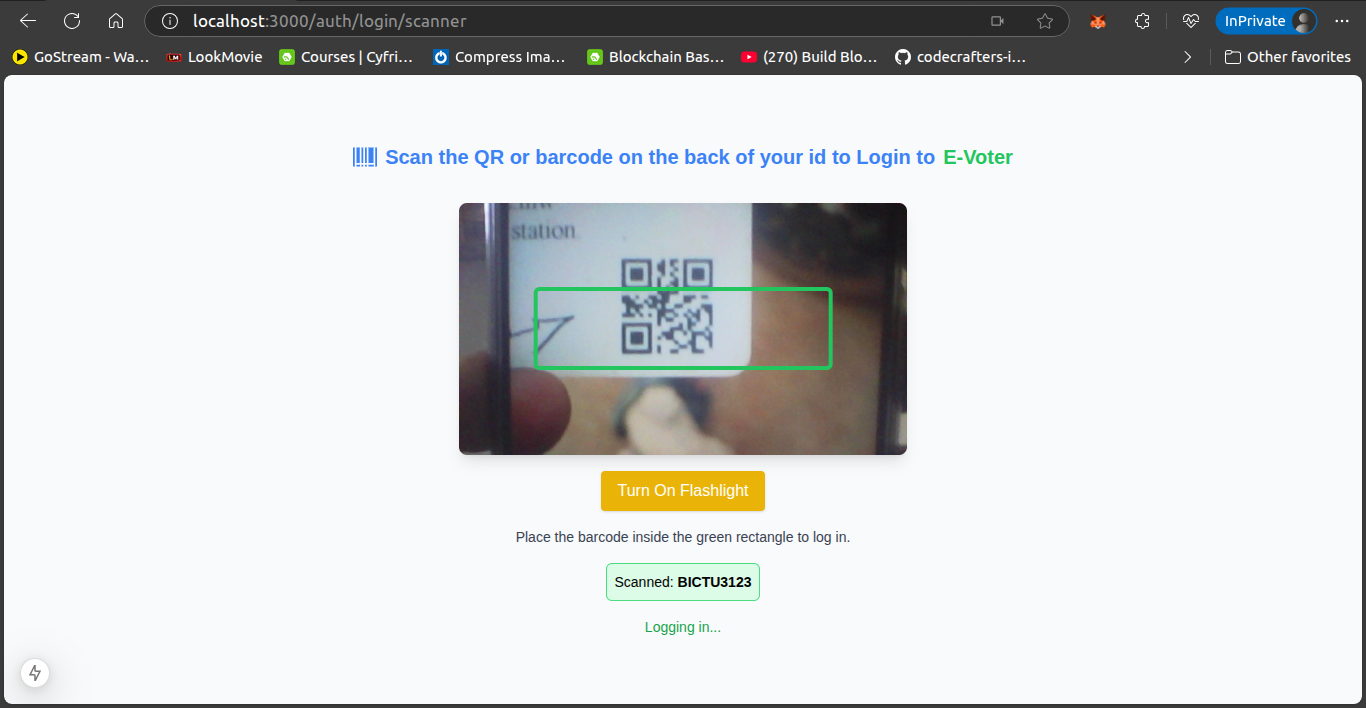 localhost:3000/auth/login/scanner
InPrivate
GoStream - Wa...
LookMovie
Courses | Cyfri...
Compress Ima...
Blockchain Bas...
(270) Build Blo...
codecrafters-i...
Other favorites
Scan the QR or barcode on the back of your id to Login to E-Voter
station.
Turn On Flashlight
Place the barcode inside the green rectangle to log in.
Scanned: BICTU3123
Logging in...